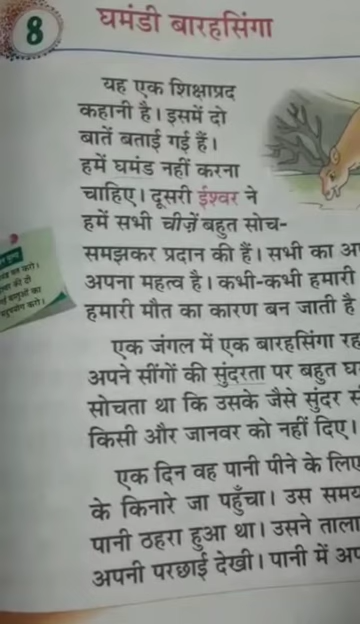 8
घमंडी बारहसिंगा
यह एक शिक्षाप्रद
कहानी है। इसमें दो
बातें बताई गई हैं।
हमें घमंड नहीं करना
चाहिए। दूसरी ईश्वर ने
हमें सभी चीज़ें बहुत सोच-
समझकर प्रदान की हैं। सभी का
अपना महत्व है। कभी-कभी हमारी
हमारी मौत का कारण बन जाती है
एक जंगल में एक बारहसिंगा
अपने सींगों की सुंदरता पर बहुत
सोचता था कि उसके जैसे सुंदर
किसी और जानवर को नहीं दिए।
एक दिन वह पानी पीने के लिए
के किनारे जा पहुँचा। उस समय
पानी ठहरा हुआ था। उसने
अपनी परछाई देखी। पानी में